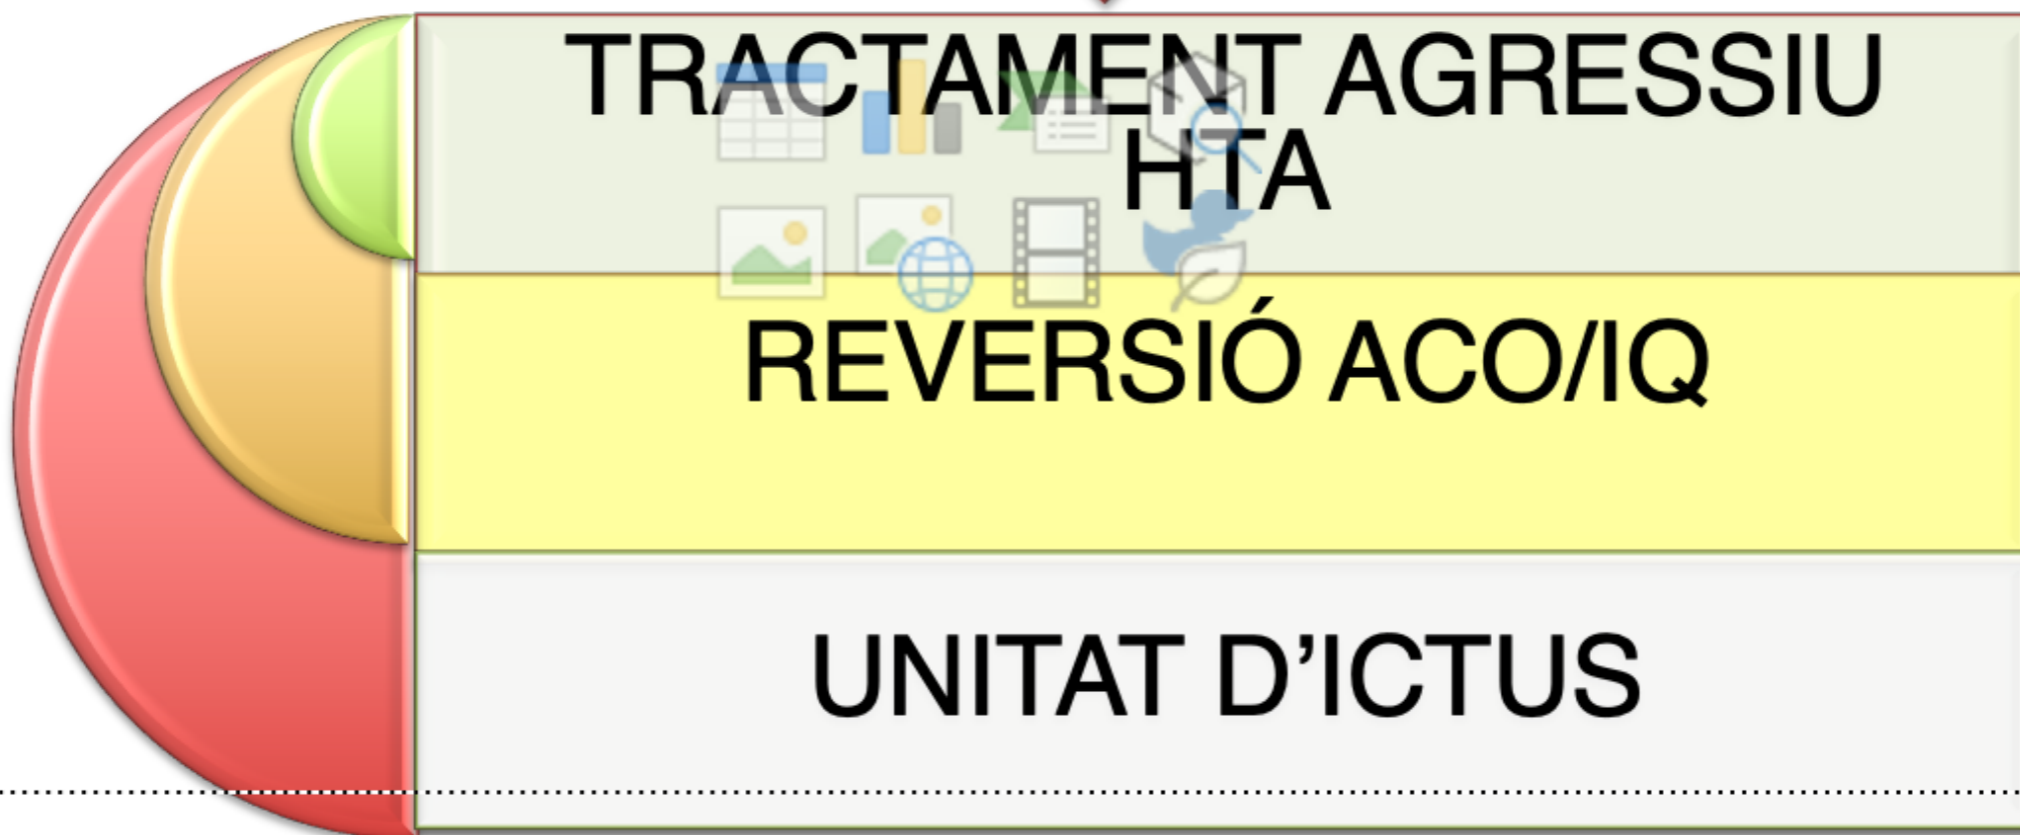 TRACTAMENT AGRESSIU
HTA
REVERSIÓ ACO/IQ
UNITAT D’ICTUS